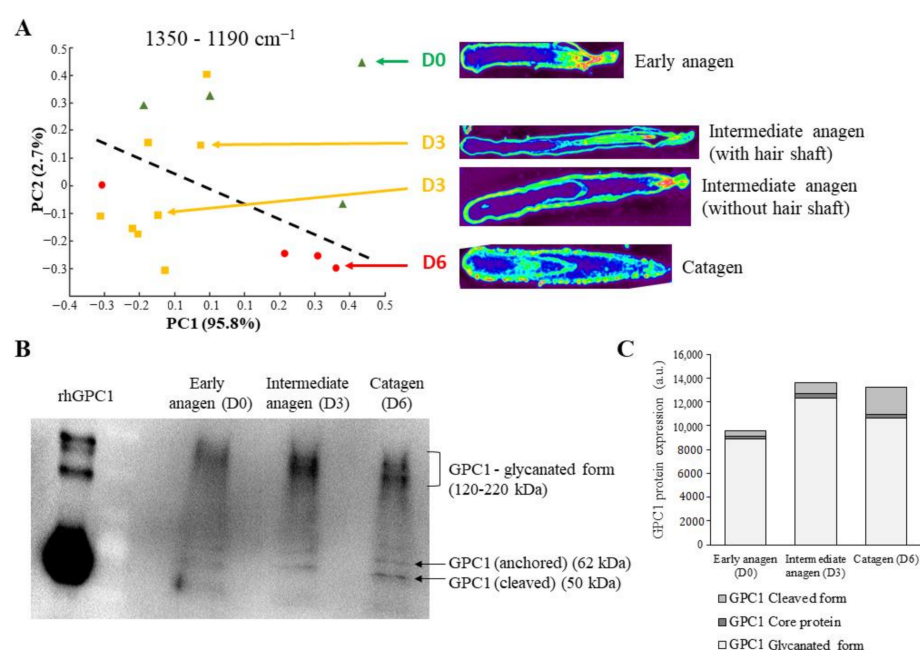 A
1350 - 1190 cm⁻¹
PC2 (2.7%)
0.5
0.4
0.3
0.2
0.1
0
−0.1
−0.2
−0.3
−0.4
−0.3
−0.2
0.1
0.1
0.2
0.3
0.4
0.5
PC1 (95.8%)
D0
D3
D3
D6
Early anagen
Intermediate anagen
(with hair shaft)
Intermediate anagen
(without hair shaft)
Catagen
B
rhGPC1
Early
anagen (D0)
Intermediate
anagen (D3)
Catagen
(D6)
GPC1 - glycanated form
(120-220 kDa)
GPC1 (anchored) (62 kDa)
GPC1 (cleaved) (50 kDa)
C
GPC1 protein expression (a.u.)
16,000
14,000
12,000
10,000
8000
6000
4000
2000
0
Early anagen
(D0)
Intermediate
anagen (D3)
Catagen (D6)
GPC1 Cleaved form
GPC1 Core protein
GPC1 Glycanated form